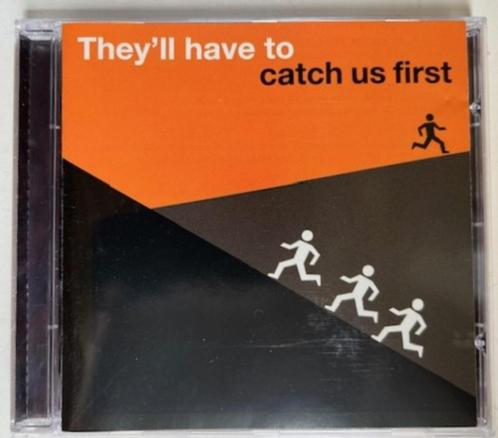 They'll have to
catch us first